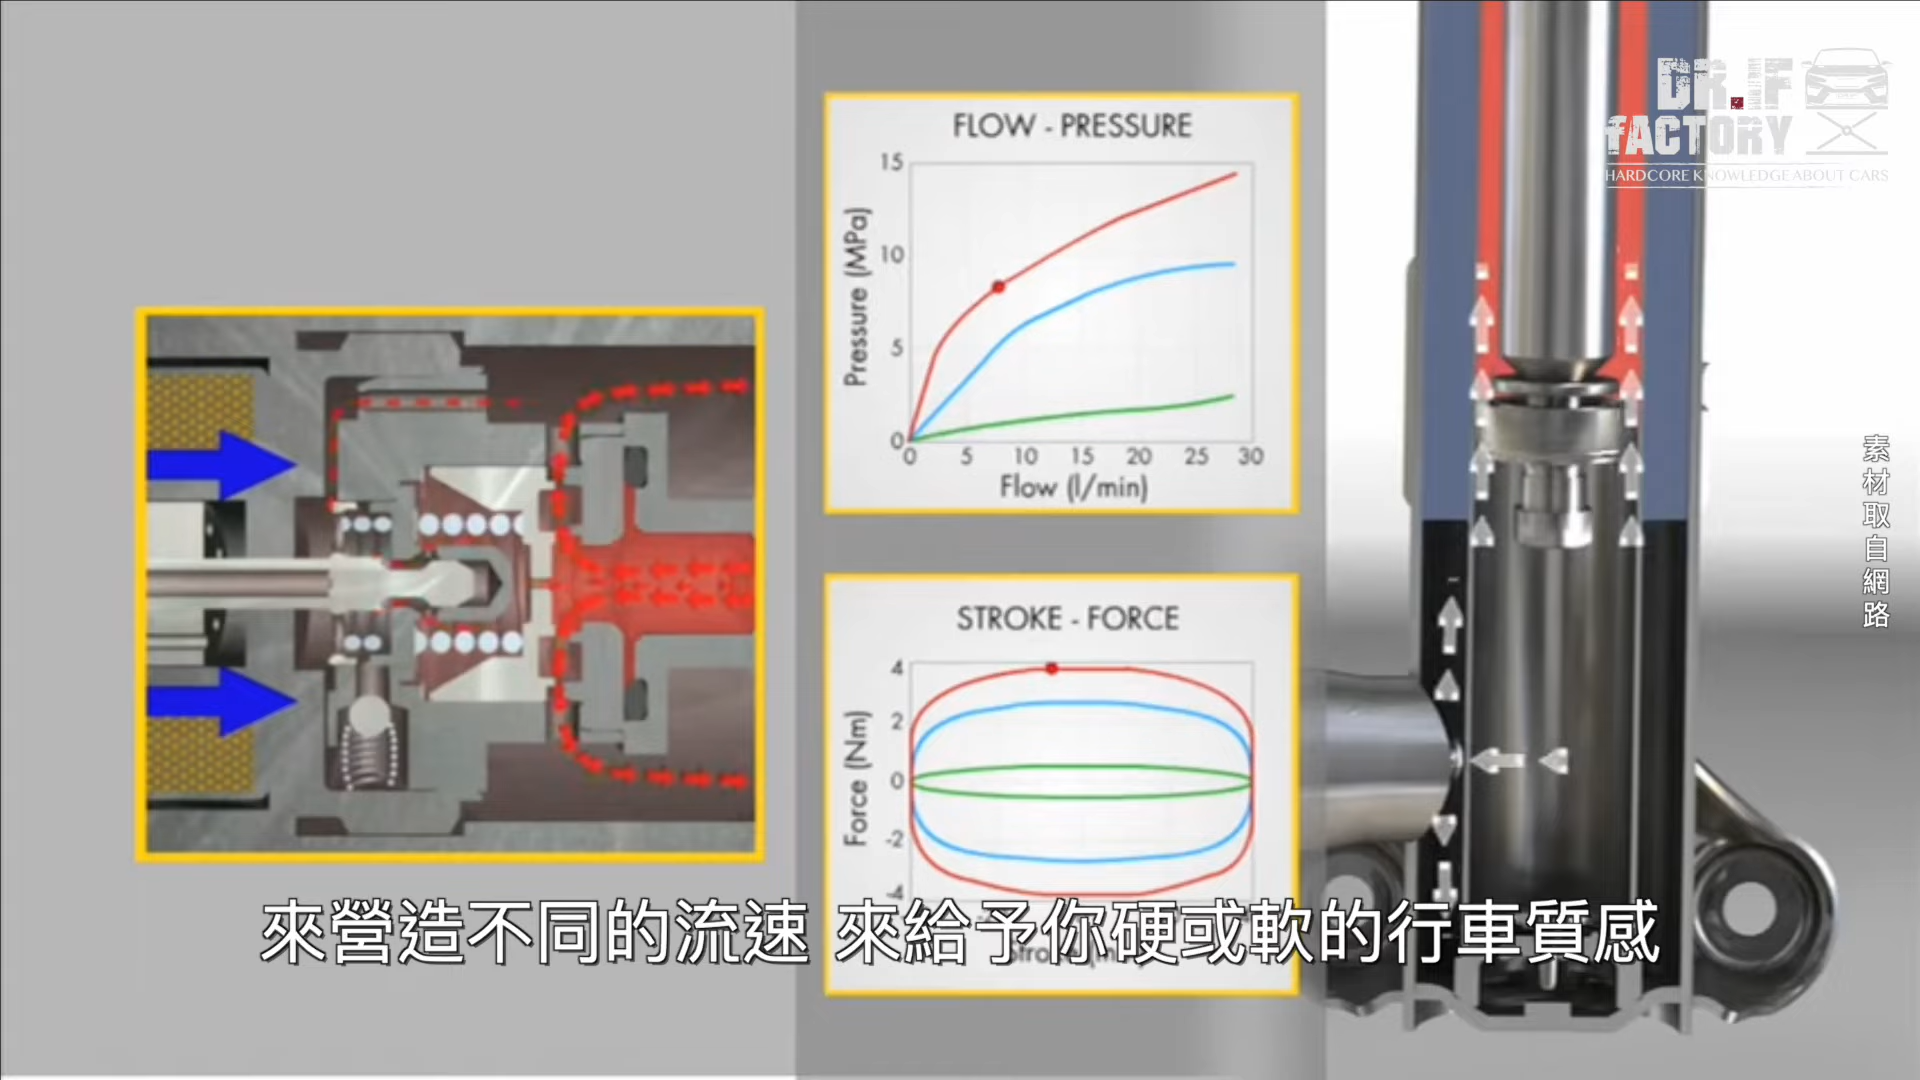 DR.JF
FACTORY
HARDCORE KNOWLEDGE ABOUT CARS
FLOW - PRESSURE
Pressure (MPa)
15
10
5
0
0 5 10 15 20 25 30
Flow (l/min)
STROKE - FORCE
Force (Nm)
4
2
0
-2
-4
素材取自網路
來營造不同的流速 來給予你硬或軟的行車質感